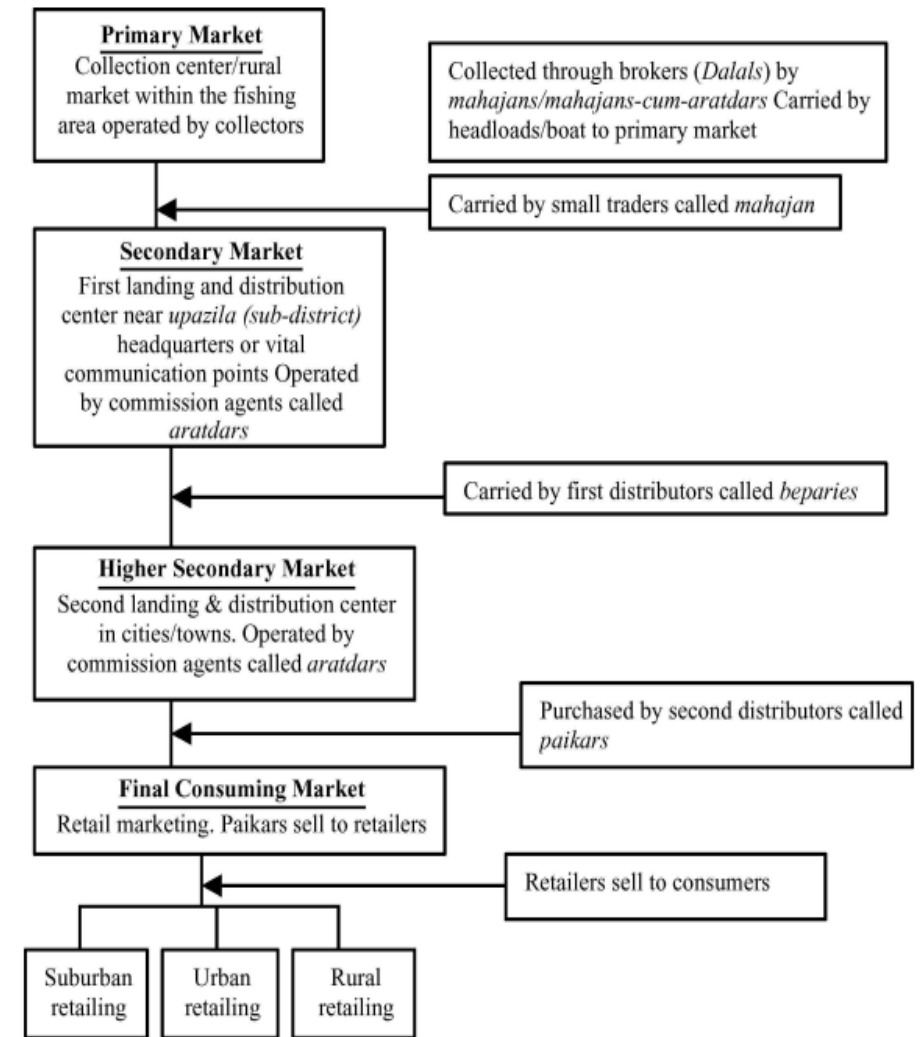 Primary Market
Collection center/rural
market within the fishing
area operated by collectors
Collected through brokers (Dalals) by
mahajans/mahajans-cum-aratdars Carried by
headloads/boat to primary market
Carried by small traders called mahajan
Secondary Market
First landing and distribution
center near upazila (sub-district)
headquarters or vital
communication points Operated
by commission agents called
aratdars
Carried by first distributors called beparies
Higher Secondary Market
Second landing & distribution center
in cities/towns. Operated by
commission agents called aratdars
Purchased by second distributors called
paikars
Final Consuming Market
Retail marketing. Paikars sell to retailers
Retailers sell to consumers
Suburban
retailing
Urban
retailing
Rural
retailing